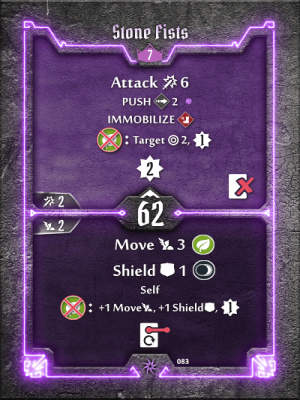 Stone Fists
7
Attack 6
PUSH 2
IMMOBILIZE
: Target 2, 1
2
2
62
2
Move 3
Shield 1
Self
: +1 Move, +1 Shield, 1
083